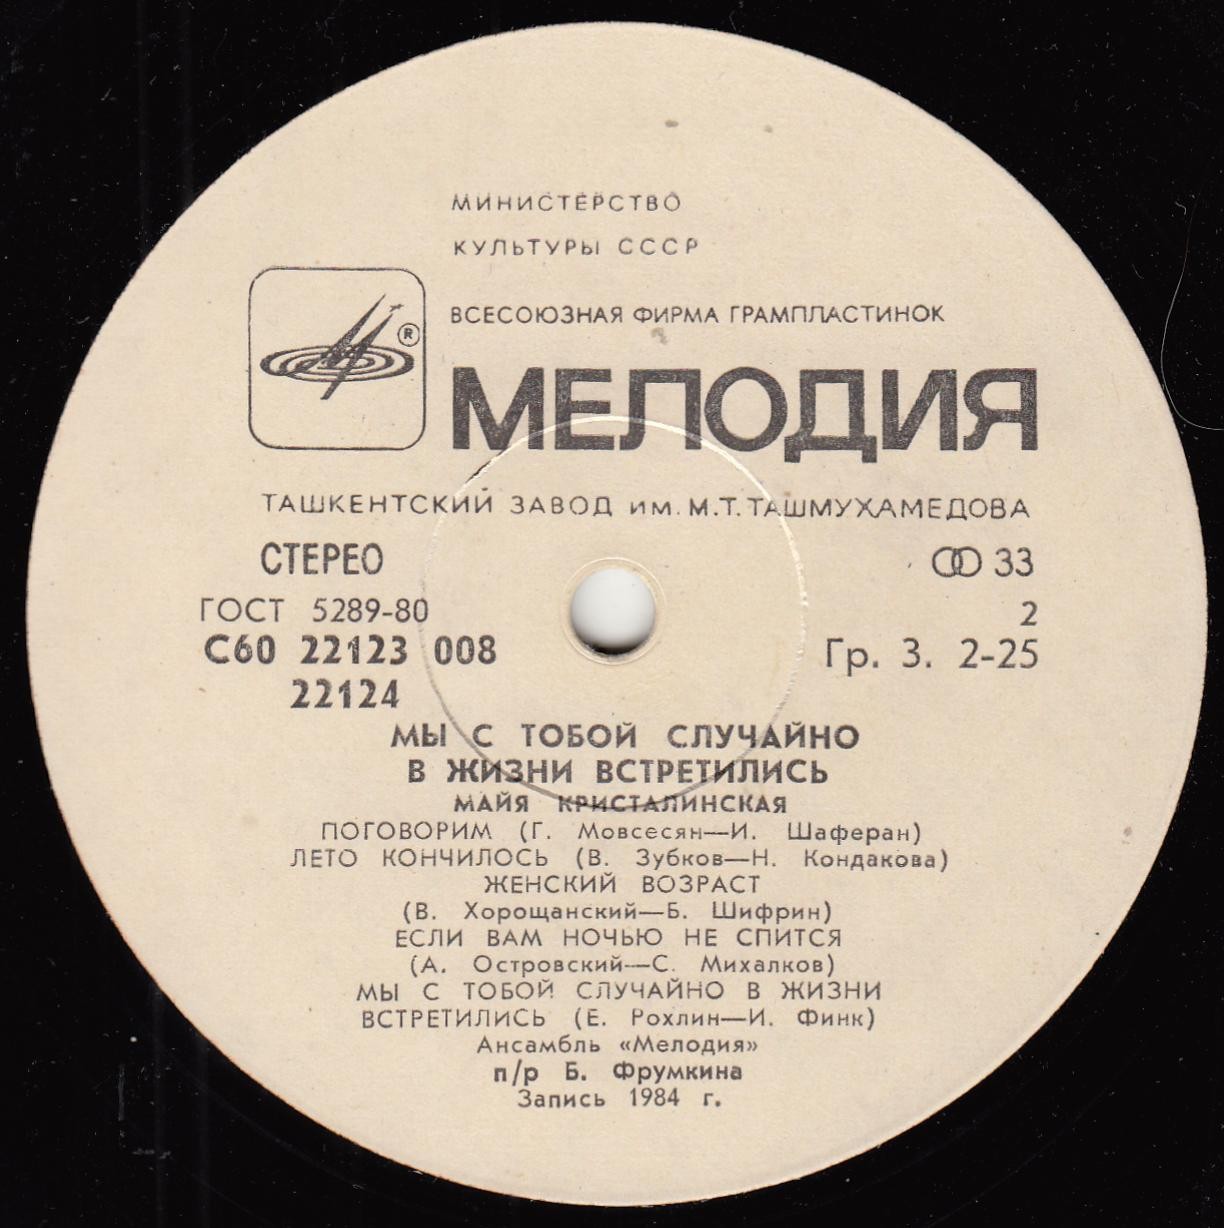 МИНИСТЕРСТВО
КУЛЬТУРЫ СССР
ВСЕСОЮЗНАЯ ФИРМА ГРАМПЛАСТИНОК
®
МЕЛОДИЯ
ТАШКЕНТСКИЙ ЗАВОД им. М.Т. ТАШМУХАМЕДОВА
СТЕРЕО 33
ГОСТ 5289-80 2
С60 22123 008 Гр. 3. 2-25
22124
МЫ С ТОБОЙ СЛУЧАЙНО
В ЖИЗНИ ВСТРЕТИЛИСЬ
МАЙЯ КРИСТАЛИНСКАЯ
ПОГОВОРИМ (Г. Мовсесян—И. Шаферан)
ЛЕТО КОНЧИЛОСЬ (В. Зубков—Н. Кондакова)
ЖЕНСКИЙ ВОЗРАСТ
(В. Хорощанский—Б. Шифрин)
ЕСЛИ ВАМ НОЧЬЮ НЕ СПИТСЯ
(А. Островский—С. Михалков)
МЫ С ТОБОЙ СЛУЧАЙНО В ЖИЗНИ
ВСТРЕТИЛИСЬ (Е. Рохлин—И. Финк)
Ансамбль «Мелодия»
п/р Б. Фрумкина
Запись 1984 г.